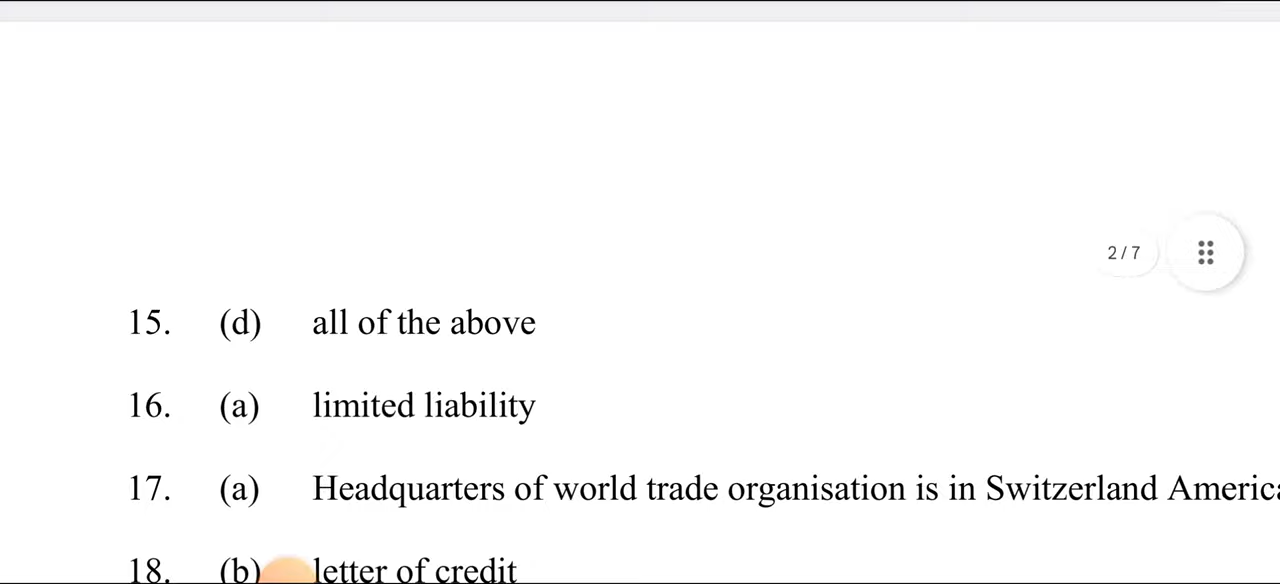 2 / 7
15. (d) all of the above
16. (a) limited liability
17. (a) Headquarters of world trade organisation is in Switzerland
18. (b) letter of credit